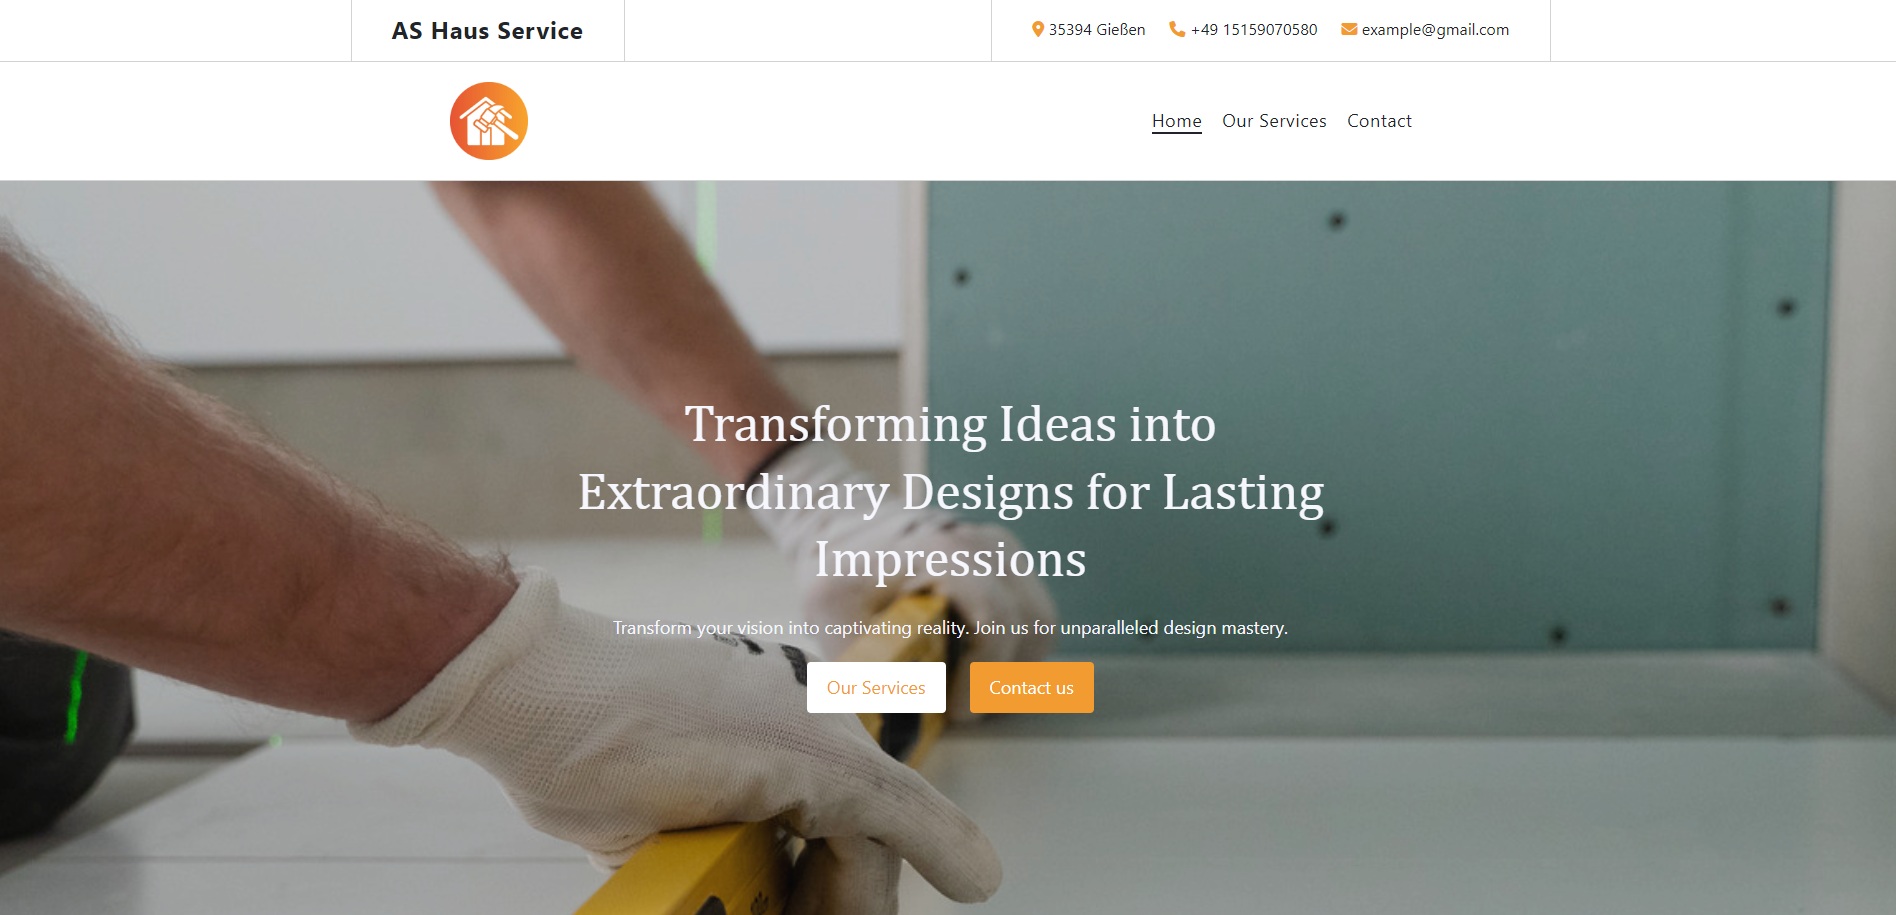 AS Haus Service
35394 Gießen
+49 15159070580
example@gmail.com
Home
Our Services
Contact
Transforming Ideas into
Extraordinary Designs for Lasting
Impressions
Transform your vision into captivating reality. Join us for unparalleled design mastery.
Our Services
Contact us